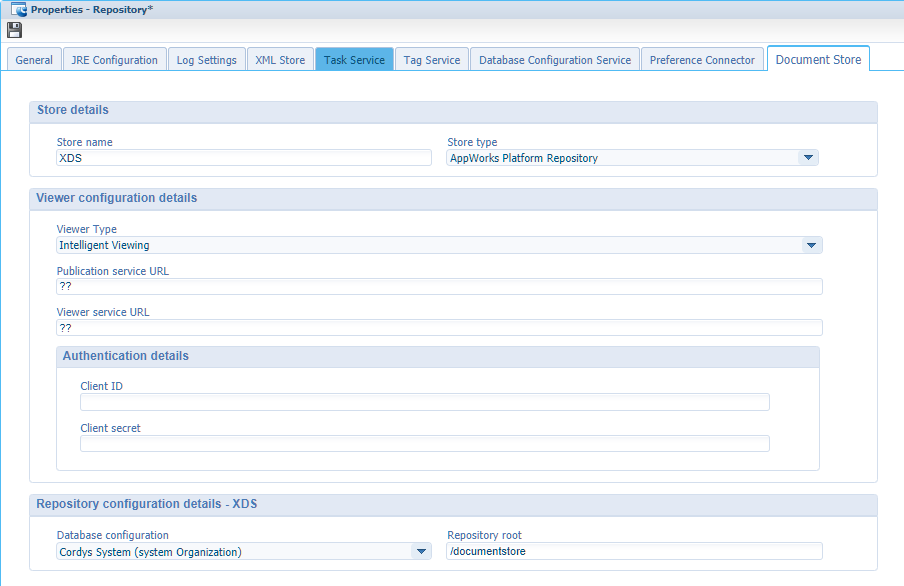 Properties - Repository*
General JRE Configuration Log Settings XML Store Task Service Tag Service Database Configuration Service Preference Connector Document Store
Store details
Store name Store type
XDS AppWorks Platform Repository
Viewer configuration details
Viewer Type
Intelligent Viewing
Publication service URL
??
Viewer service URL
??
Authentication details
Client ID
Client secret
Repository configuration details - XDS
Database configuration Repository root
Cordys System (system Organization) /documentstore